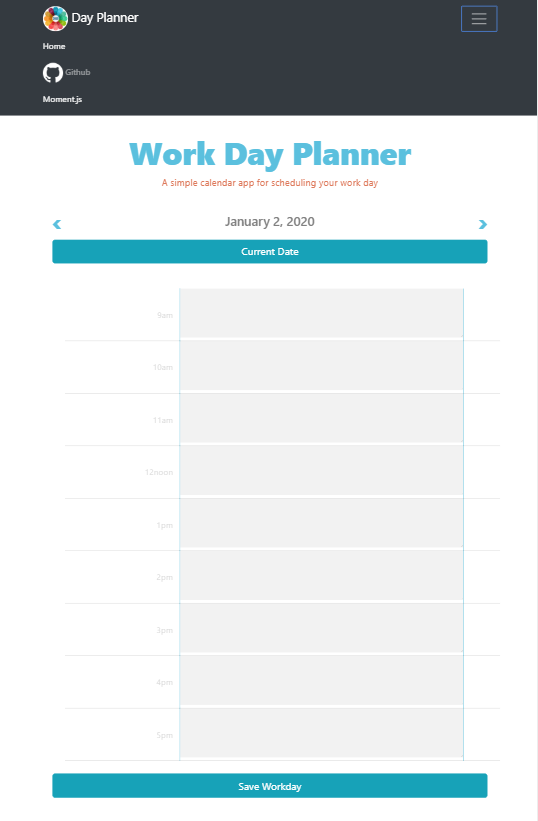 Day Planner
Home
Github
Moment.js
Work Day Planner
A simple calendar app for scheduling your work day
January 2, 2020
Current Date
9am
10am
11am
12noon
1pm
2pm
3pm
4pm
5pm
Save Workday